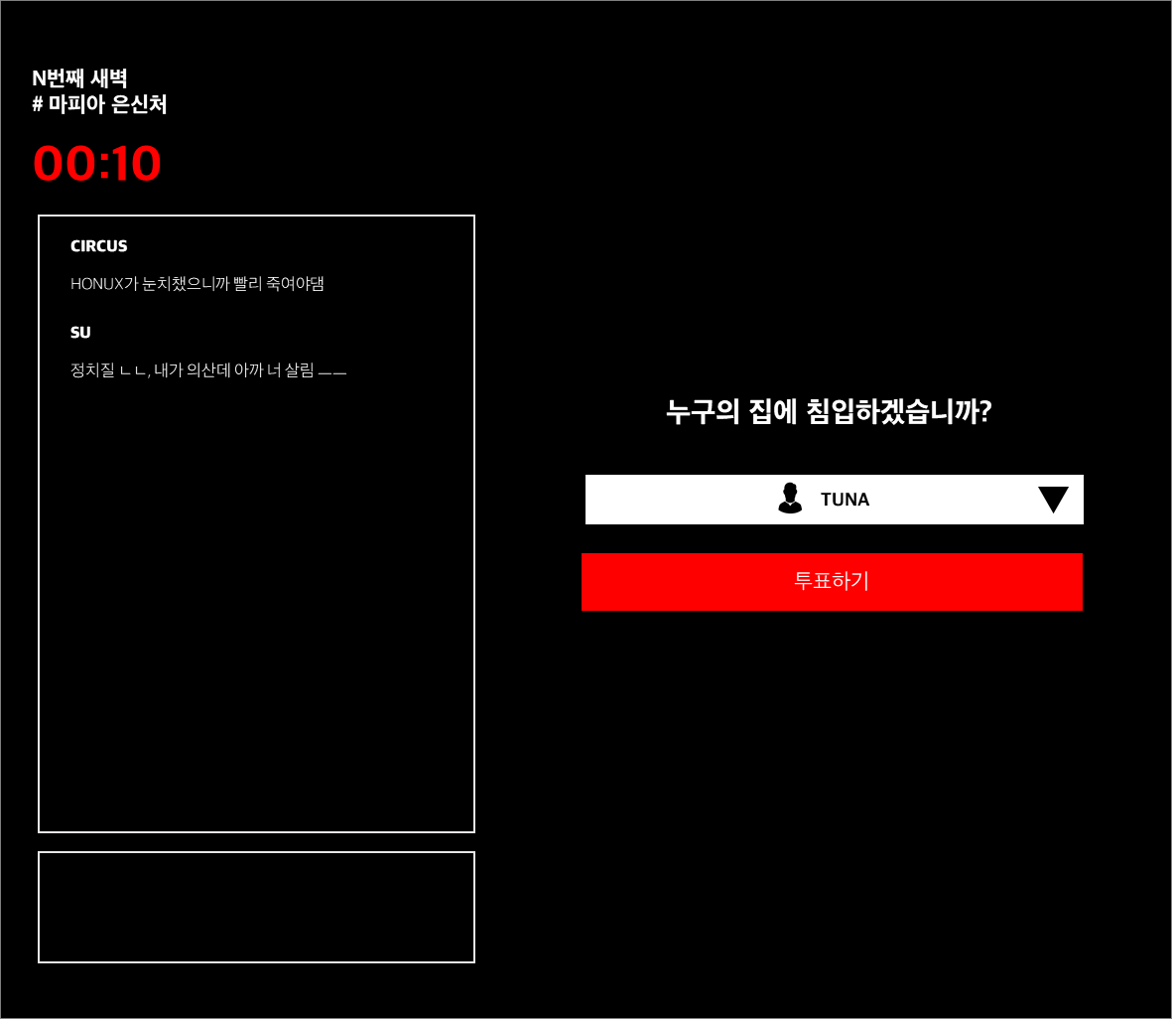 N번째 새벽
# 마피아 은신처
00:10
CIRCUS
HONUX가 눈치챘으니까 빨리 죽여야댐
SU
정치질 ㄴㄴ, 내가 의산데 아까 너 살림 ㅡㅡ
누구의 집에 침입하겠습니까?
TUNA
투표하기